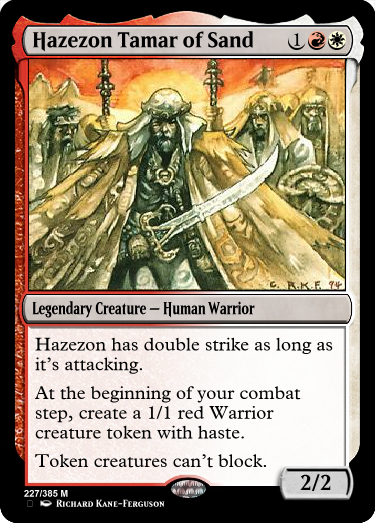 Hazezon Tamar of Sand 1
C. R.K.F. 94
Legendary Creature — Human Warrior
Hazezon has double strike as long as
it's attacking.
At the beginning of your combat
step, create a 1/1 red Warrior
creature token with haste.
Token creatures can't block.
2/2
227/385 M
Richard Kane-Ferguson